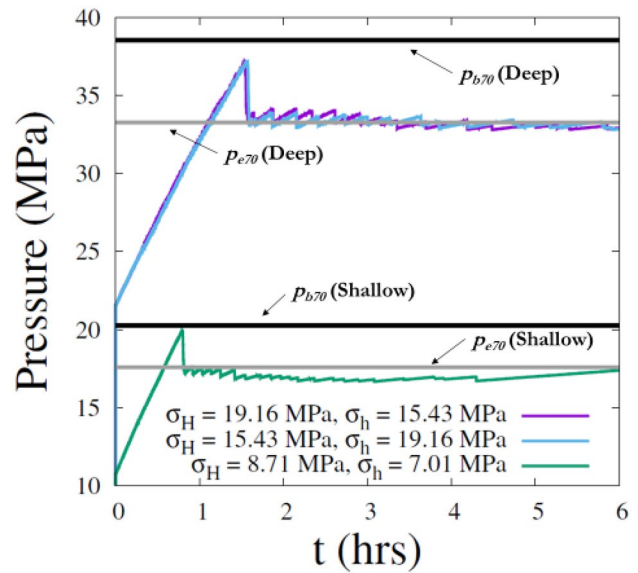 40
p_b70 (Deep)
35
p_e70 (Deep)
30
25
p_b70 (Shallow)
20
p_e70 (Shallow)
15
σ_H = 19.16 MPa, σ_h = 15.43 MPa
σ_H = 15.43 MPa, σ_h = 19.16 MPa
σ_H = 8.71 MPa, σ_h = 7.01 MPa
10
Pressure (MPa)
0 1 2 3 4 5 6
t (hrs)